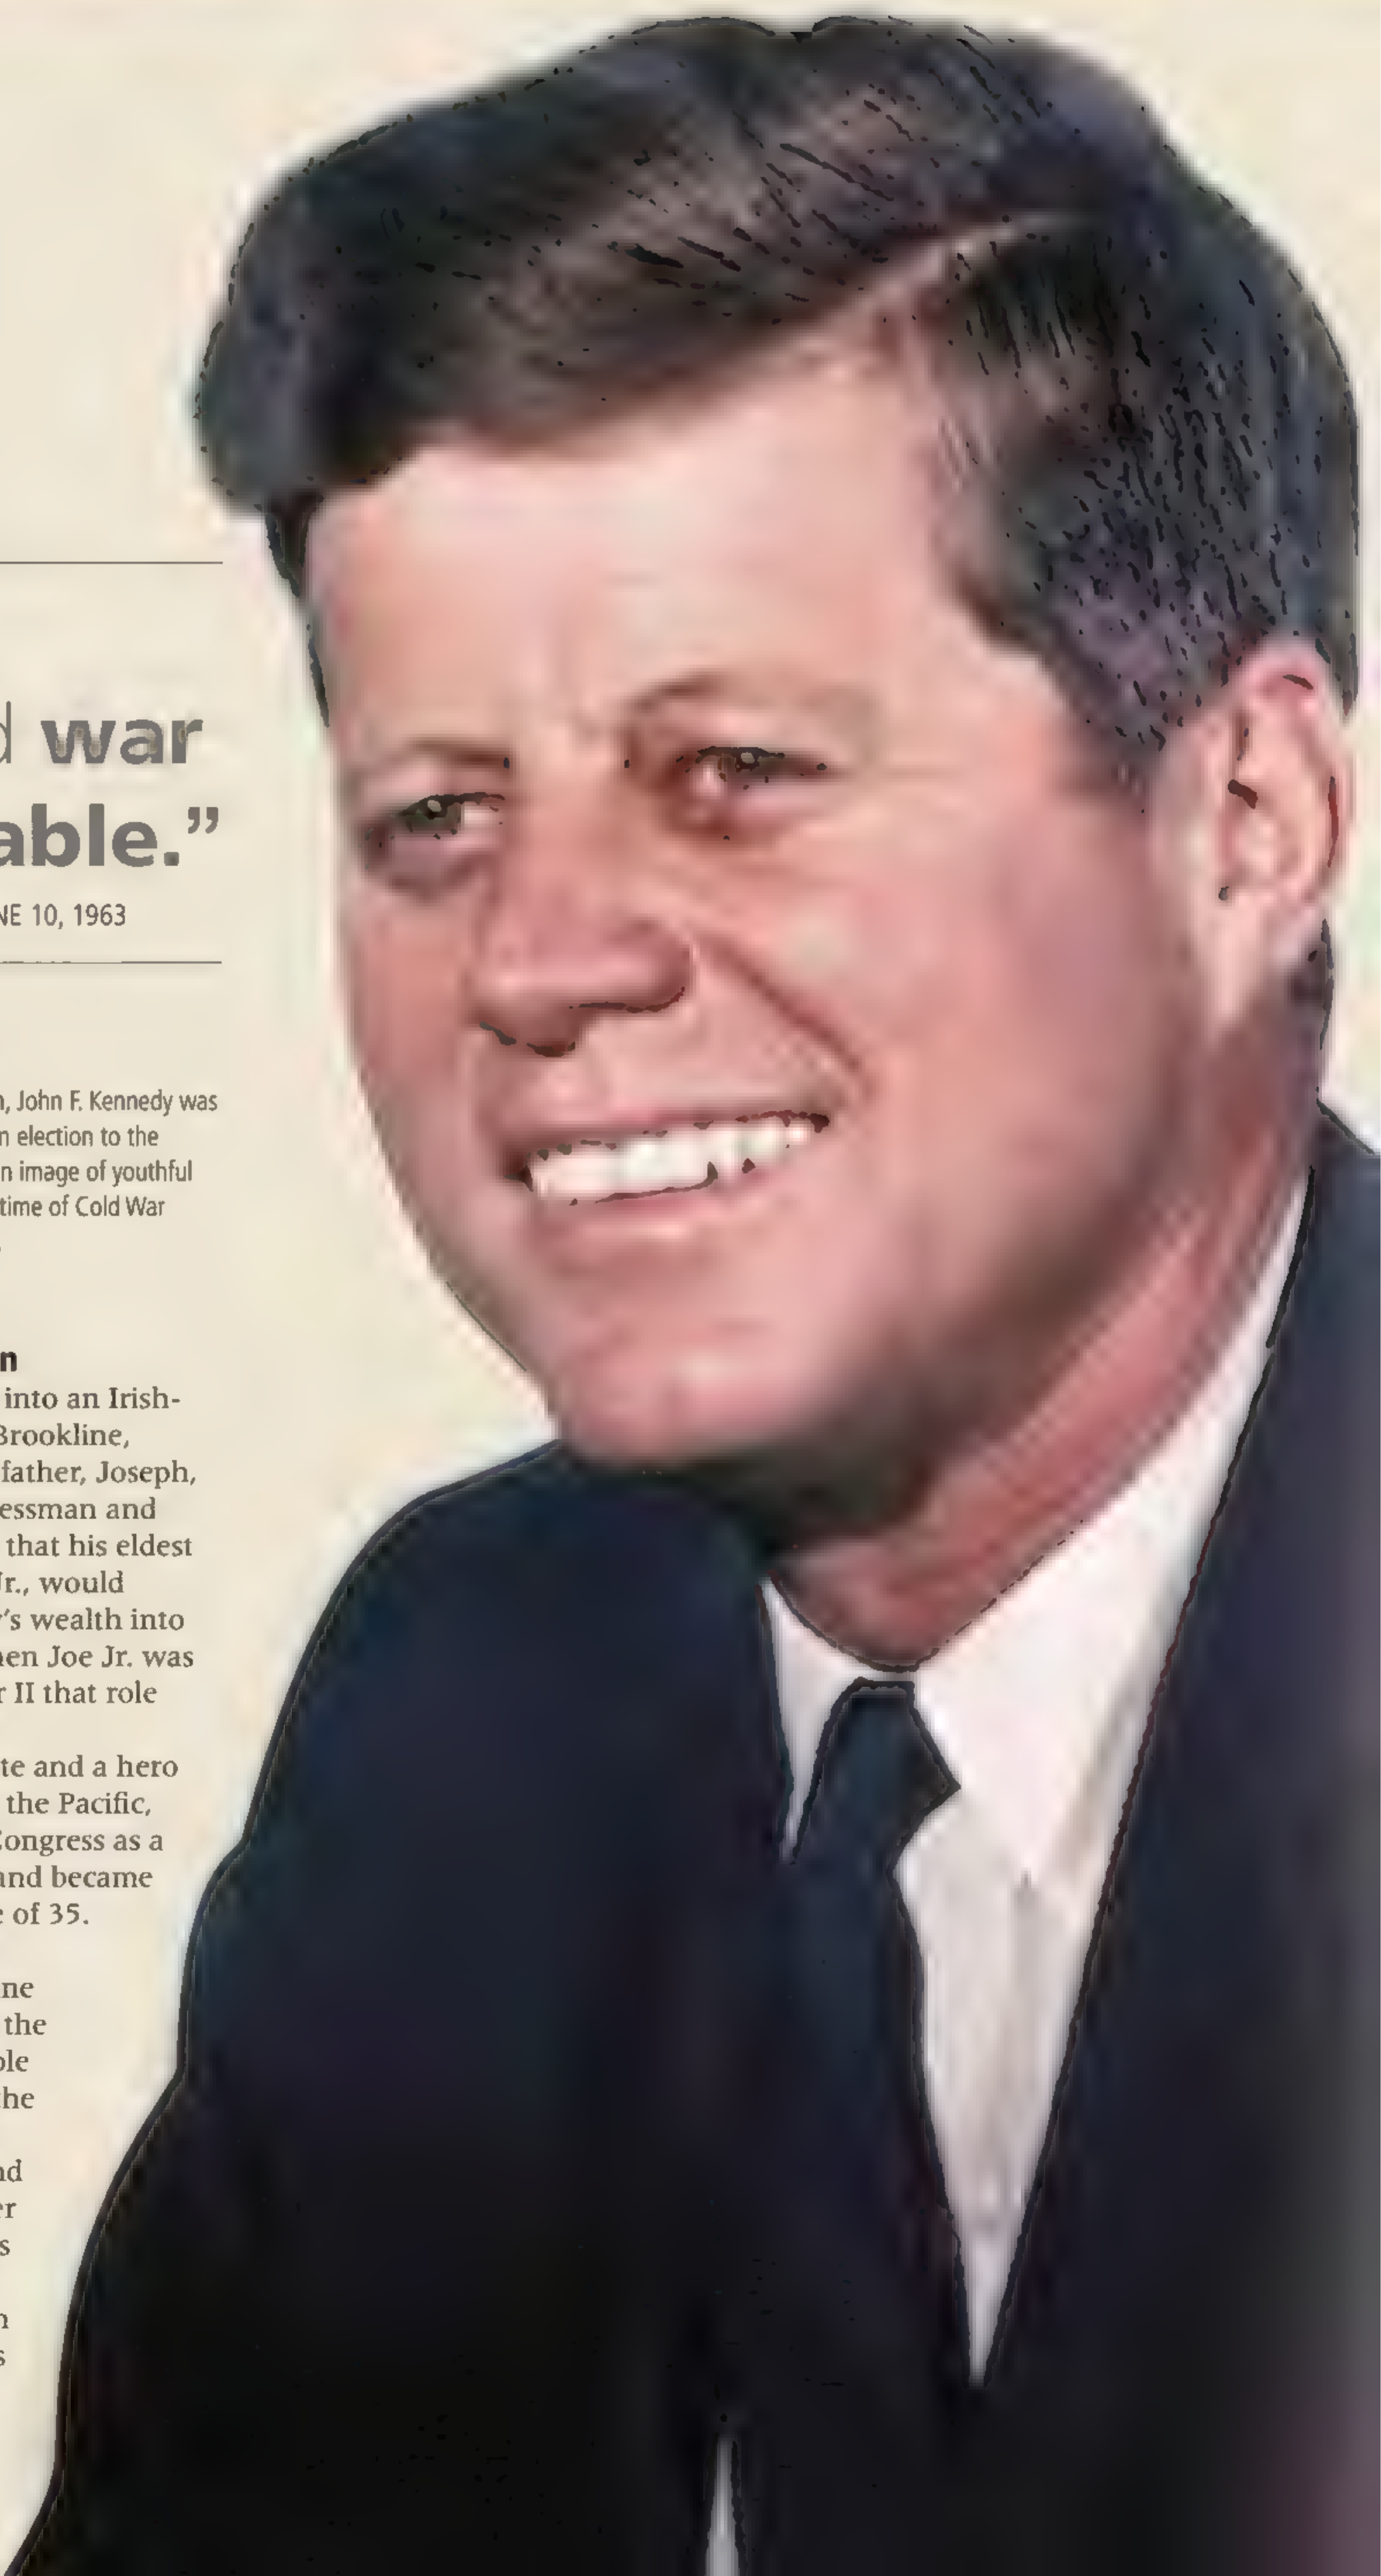 war
able.”
NE 10, 1963
, John F. Kennedy was
n election to the
n image of youthful
time of Cold War
n
into an Irish-
Brookline,
father, Joseph,
essman and
that his eldest
Jr., would
’s wealth into
hen Joe Jr. was
r II that role
te and a hero
the Pacific,
Congress as a
and became
e of 35.
ne
the
ple
the
nd
er
s
n
s